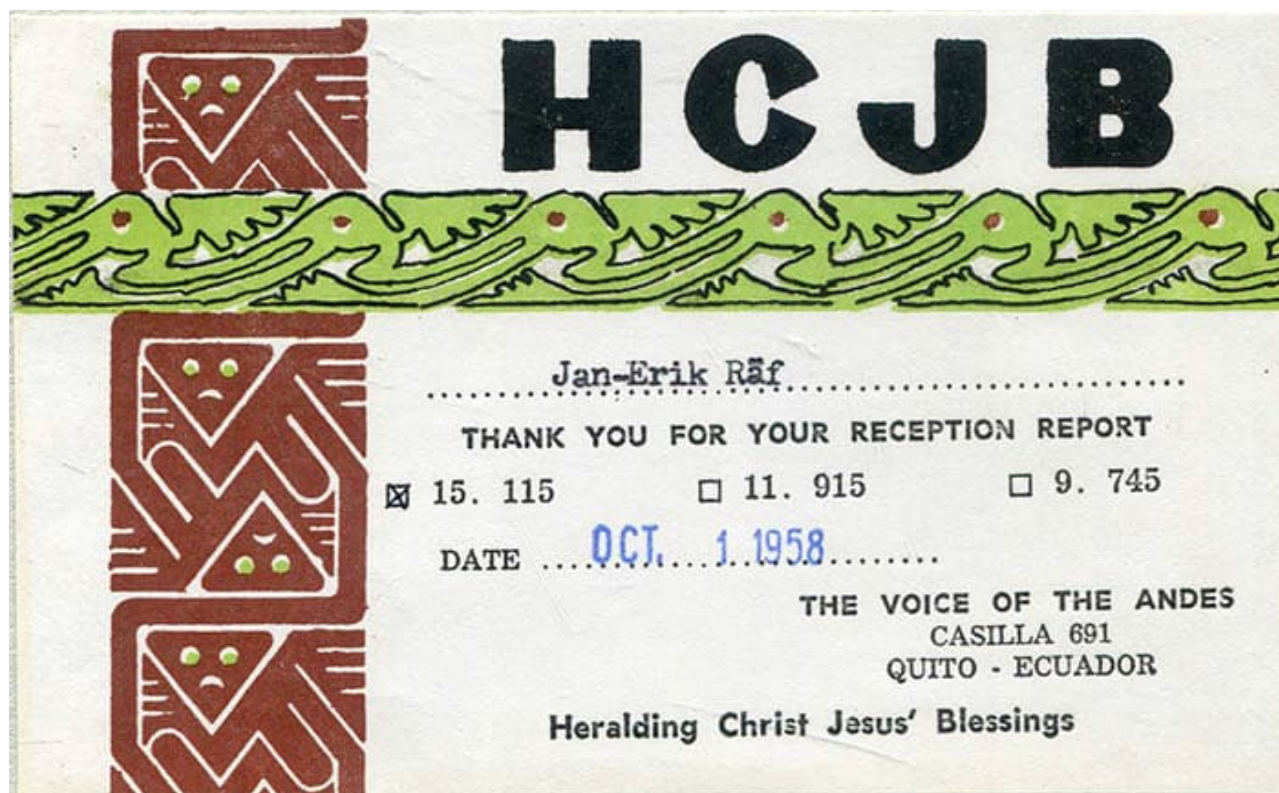 HCJB
Jan-Erik Räf
THANK YOU FOR YOUR RECEPTION REPORT
☒ 15. 115 ☐ 11. 915 ☐ 9. 745
DATE .... OCT. 1 1958 ........
THE VOICE OF THE ANDES
CASILLA 691
QUITO - ECUADOR
Heralding Christ Jesus' Blessings